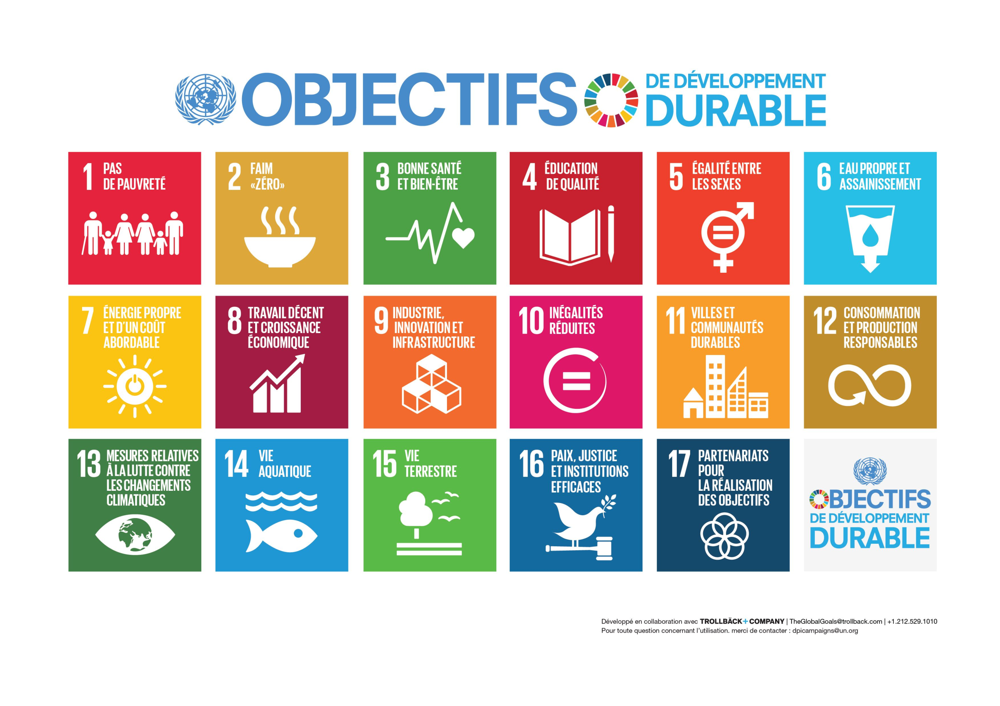 OBJECTIFS
DE DÉVELOPPEMENT
DURABLE
1 PAS
DE PAUVRETÉ
2 FAIM
«ZÉRO»
3 BONNE SANTÉ
ET BIEN-ÊTRE
4 ÉDUCATION
DE QUALITÉ
5 ÉGALITÉ ENTRE
LES SEXES
6 EAU PROPRE ET
ASSAINISSEMENT
7 ÉNERGIE PROPRE
ET D'UN COÛT
ABORDABLE
8 TRAVAIL DÉCENT
ET CROISSANCE
ÉCONOMIQUE
9 INDUSTRIE,
INNOVATION ET
INFRASTRUCTURE
10 INÉGALITÉS
RÉDUITES
11 VILLES ET
COMMUNAUTÉS
DURABLES
12 CONSOMMATION
ET PRODUCTION
RESPONSABLES
13 MESURES RELATIVES
À LA LUTTE CONTRE
LES CHANGEMENTS
CLIMATIQUES
14 VIE
AQUATIQUE
15 VIE
TERRESTRE
16 PAIX, JUSTICE
ET INSTITUTIONS
EFFICACES
17 PARTENARIATS
POUR
LA RÉALISATION
DES OBJECTIFS
OBJECTIFS
DE DÉVELOPPEMENT
DURABLE
Développé en collaboration avec TROLLBÄCK+COMPANY | TheGlobalGoals@trollback.com | +1.212.529.1010
Pour toute question concernant l'utilisation. merci de contacter : dpicampaigns@un.org